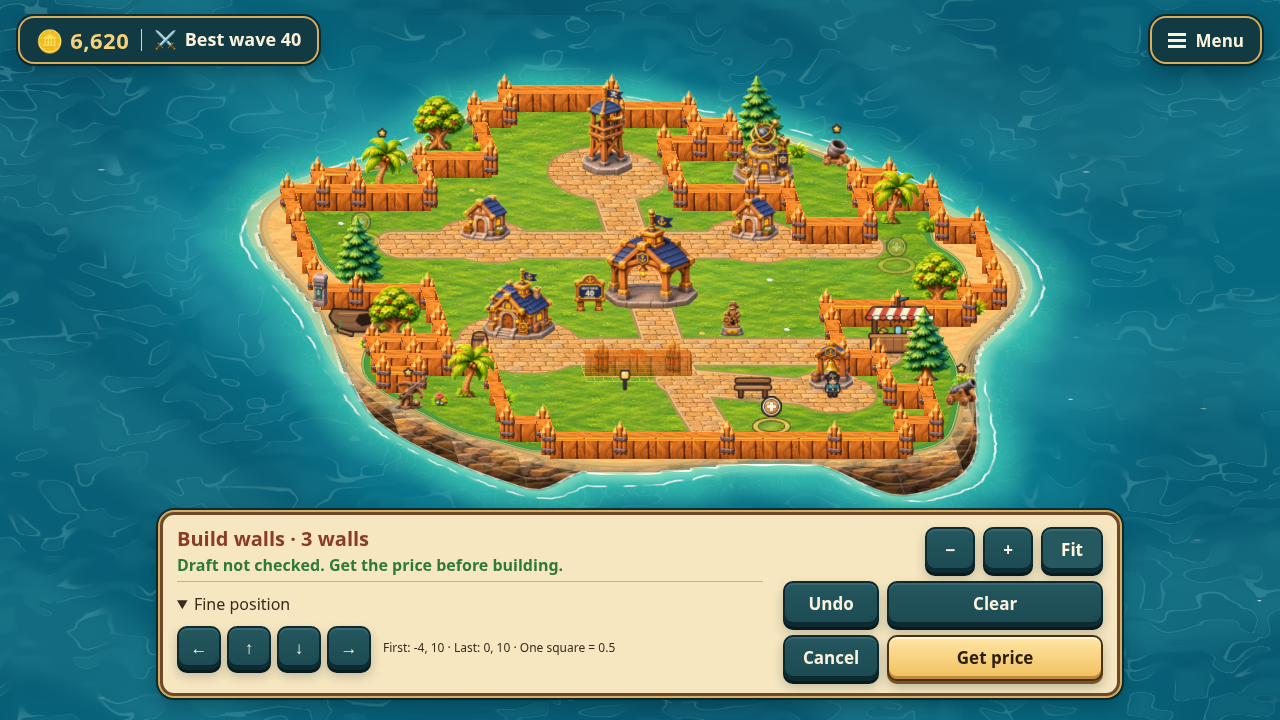 6,620
Best wave 40
Menu
40
Build walls · 3 walls
Draft not checked. Get the price before building.
− + Fit
Undo Clear
▼ Fine position
← ↑ ↓ → First: -4, 10 · Last: 0, 10 · One square = 0.5
Cancel Get price